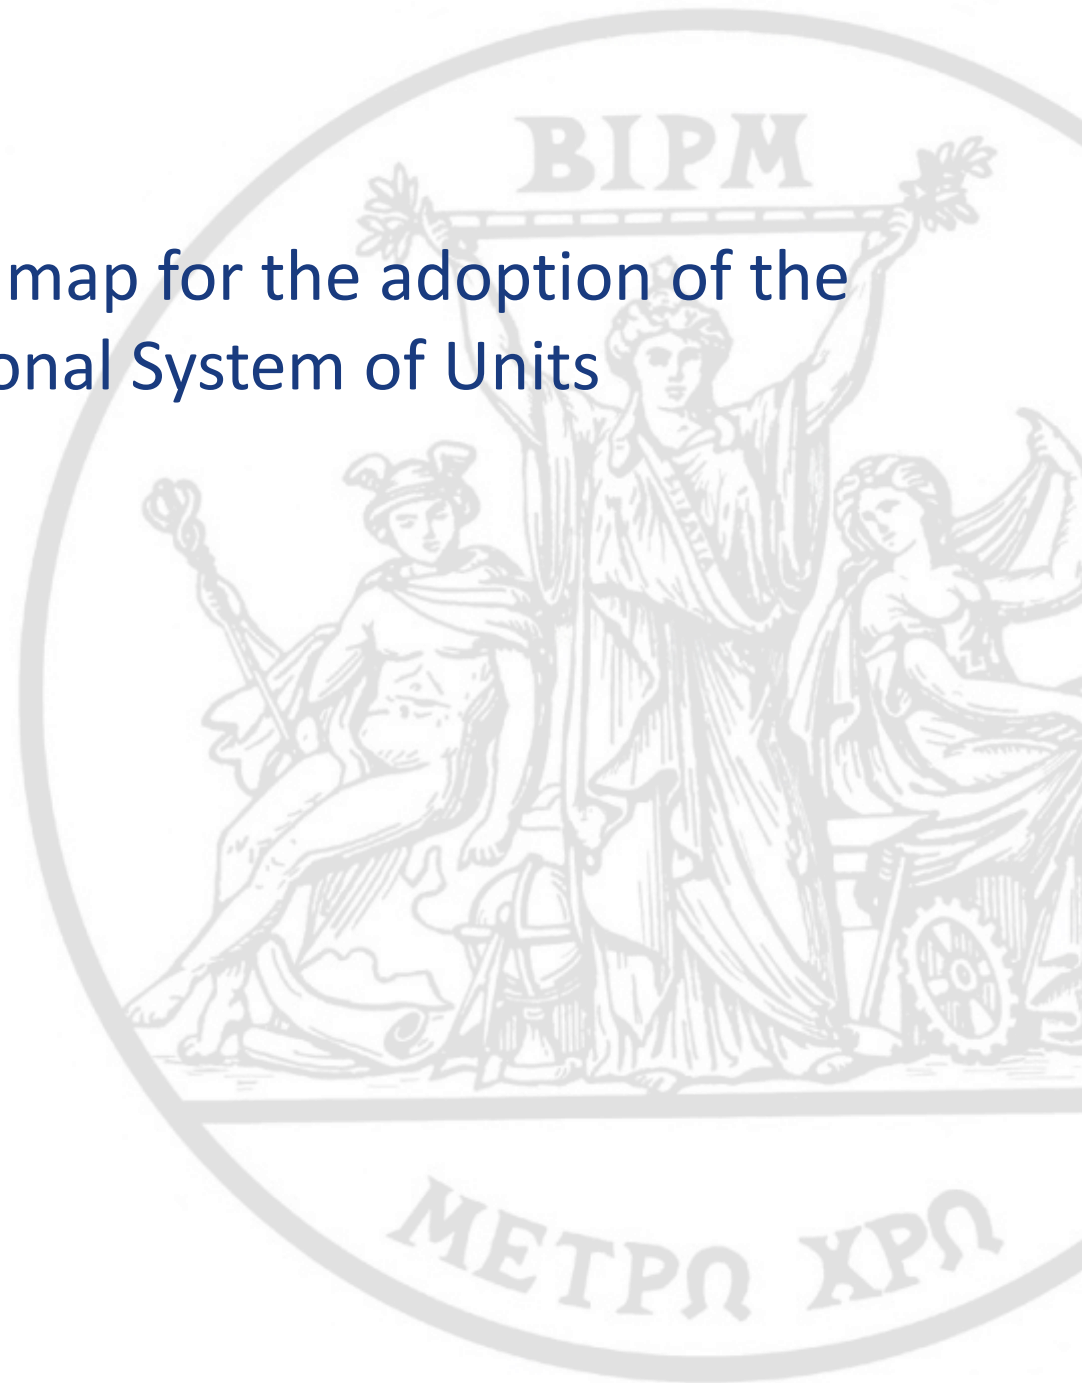 BIPM
map for the adoption of the
onal System of Units
ΜΕΤΡΩ ΧΡΩ